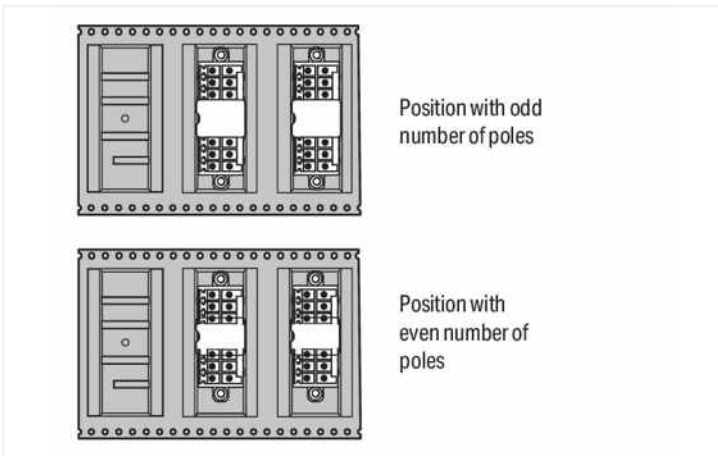 Position with odd
number of poles
Position with
even number of
poles